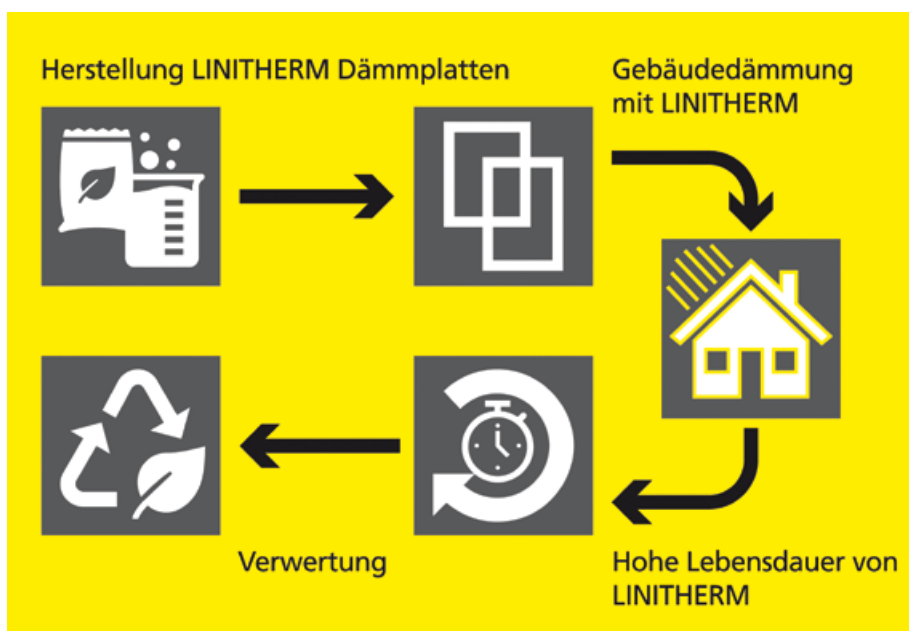 Herstellung LINITHERM Dämmplatten
Gebäudedämmung
mit LINITHERM
Verwertung
Hohe Lebensdauer von
LINITHERM